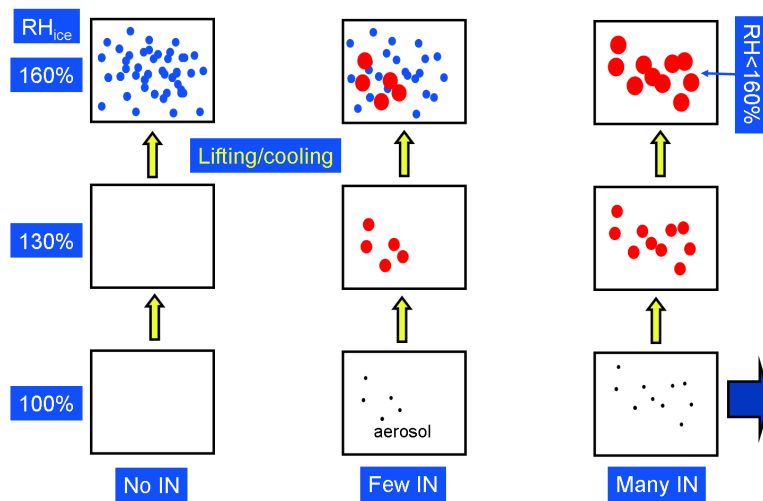 RHice
160%
RH<160%
Lifting/cooling
130%
100%
aerosol
No IN
Few IN
Many IN